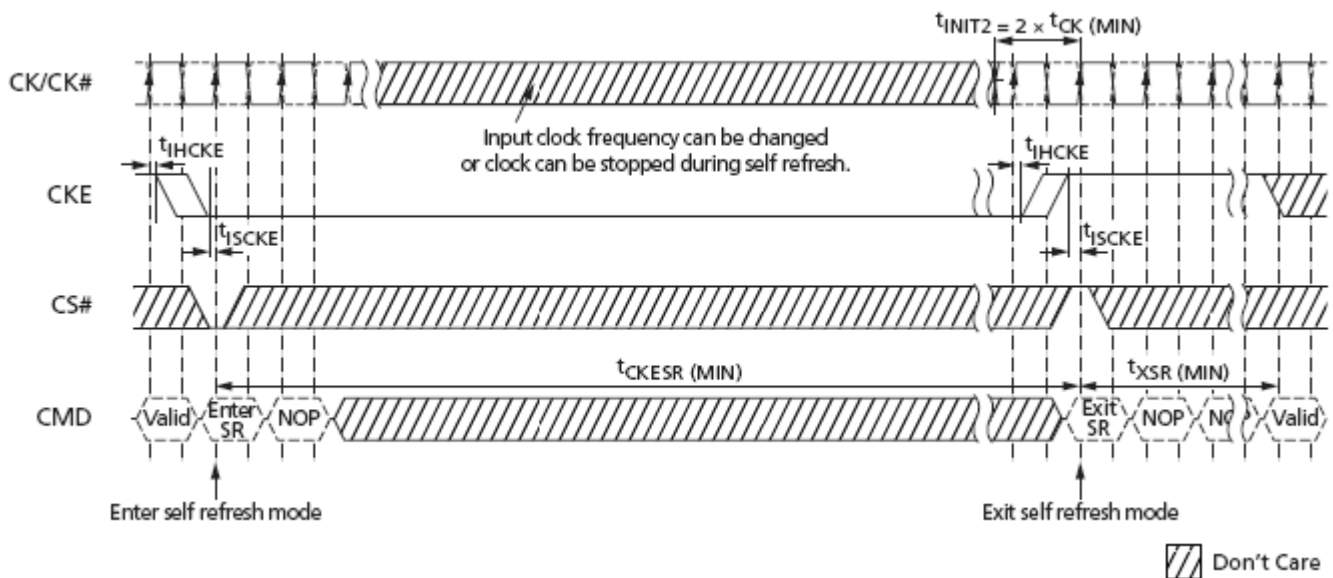 tINIT2 = 2 × tCK (MIN)
CK/CK#
Input clock frequency can be changed
or clock can be stopped during self refresh.
tIHCKE
tIHCKE
CKE
tISCKE
tISCKE
CS#
tCKESR (MIN)
tXSR (MIN)
CMD
Valid
Enter
SR
NOP
Exit
SR
NOP
Valid
Enter self refresh mode
Exit self refresh mode
Don't Care